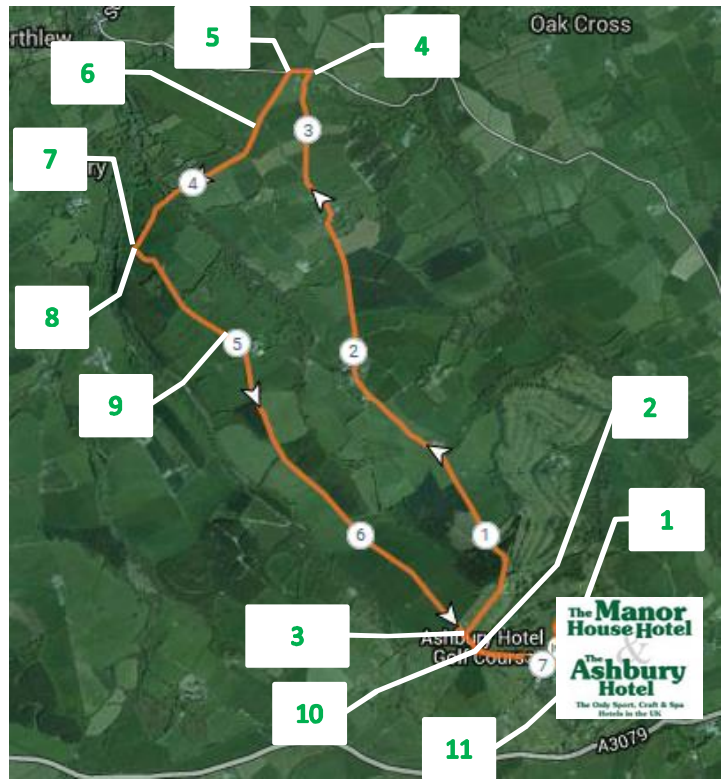 5
4
Oak Cross
rthlew
6
3
7
ry
4
8
5
2
9
2
1
1
6
3
Ashbury Hotel
Golf Course
7
The Manor
House Hotel
&
The
Ashbury
Hotel
The Only Sport, Craft & Spa
Hotels in the UK
10
11
A3079